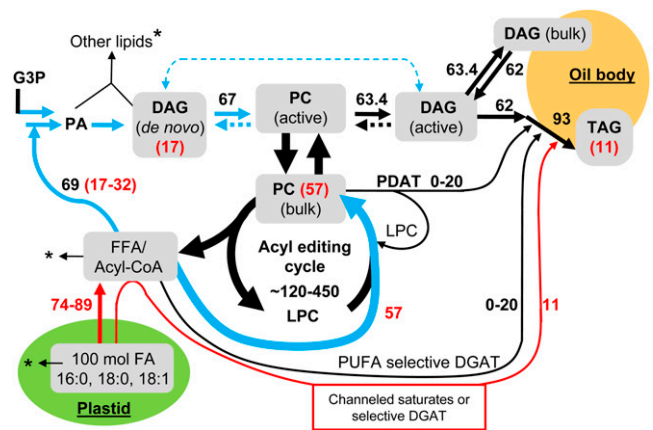 Other lipids*
G3P
PA
DAG
(de novo)
(17)
67
PC
(active)
63.4
DAG
(active)
63.4
62
DAG (bulk)
Oil body
62
93
TAG
(11)
69 (17-32)
PC (57)
(bulk)
PDAT 0-20
LPC
FFA/
Acyl-CoA
*
Acyl editing
cycle
~120-450
LPC
57
0-20
11
74-89
100 mol FA
16:0, 18:0, 18:1
*
Plastid
PUFA selective DGAT
Channeled saturates or
selective DGAT